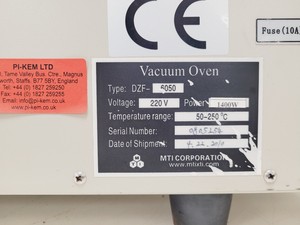 CE
Fuse(10A
PI-KEM LTD
Tame Valley Bus. Ctre., Magnus
Tamworth, Staffs, B77 5BY, England
Tel: +44 (0) 1827 259250
Fax: +44 (0) 1827 259255
info@pi-kem.co.uk
www.pi-kem.co.uk
Vacuum Oven
Type: DZF- 6050
Voltage: 220 V Power 1400W
Temperature range: 50-250 °C
Serial Number:
Date of Shipment:
MTI CORPORATION
www.mtixtl.com